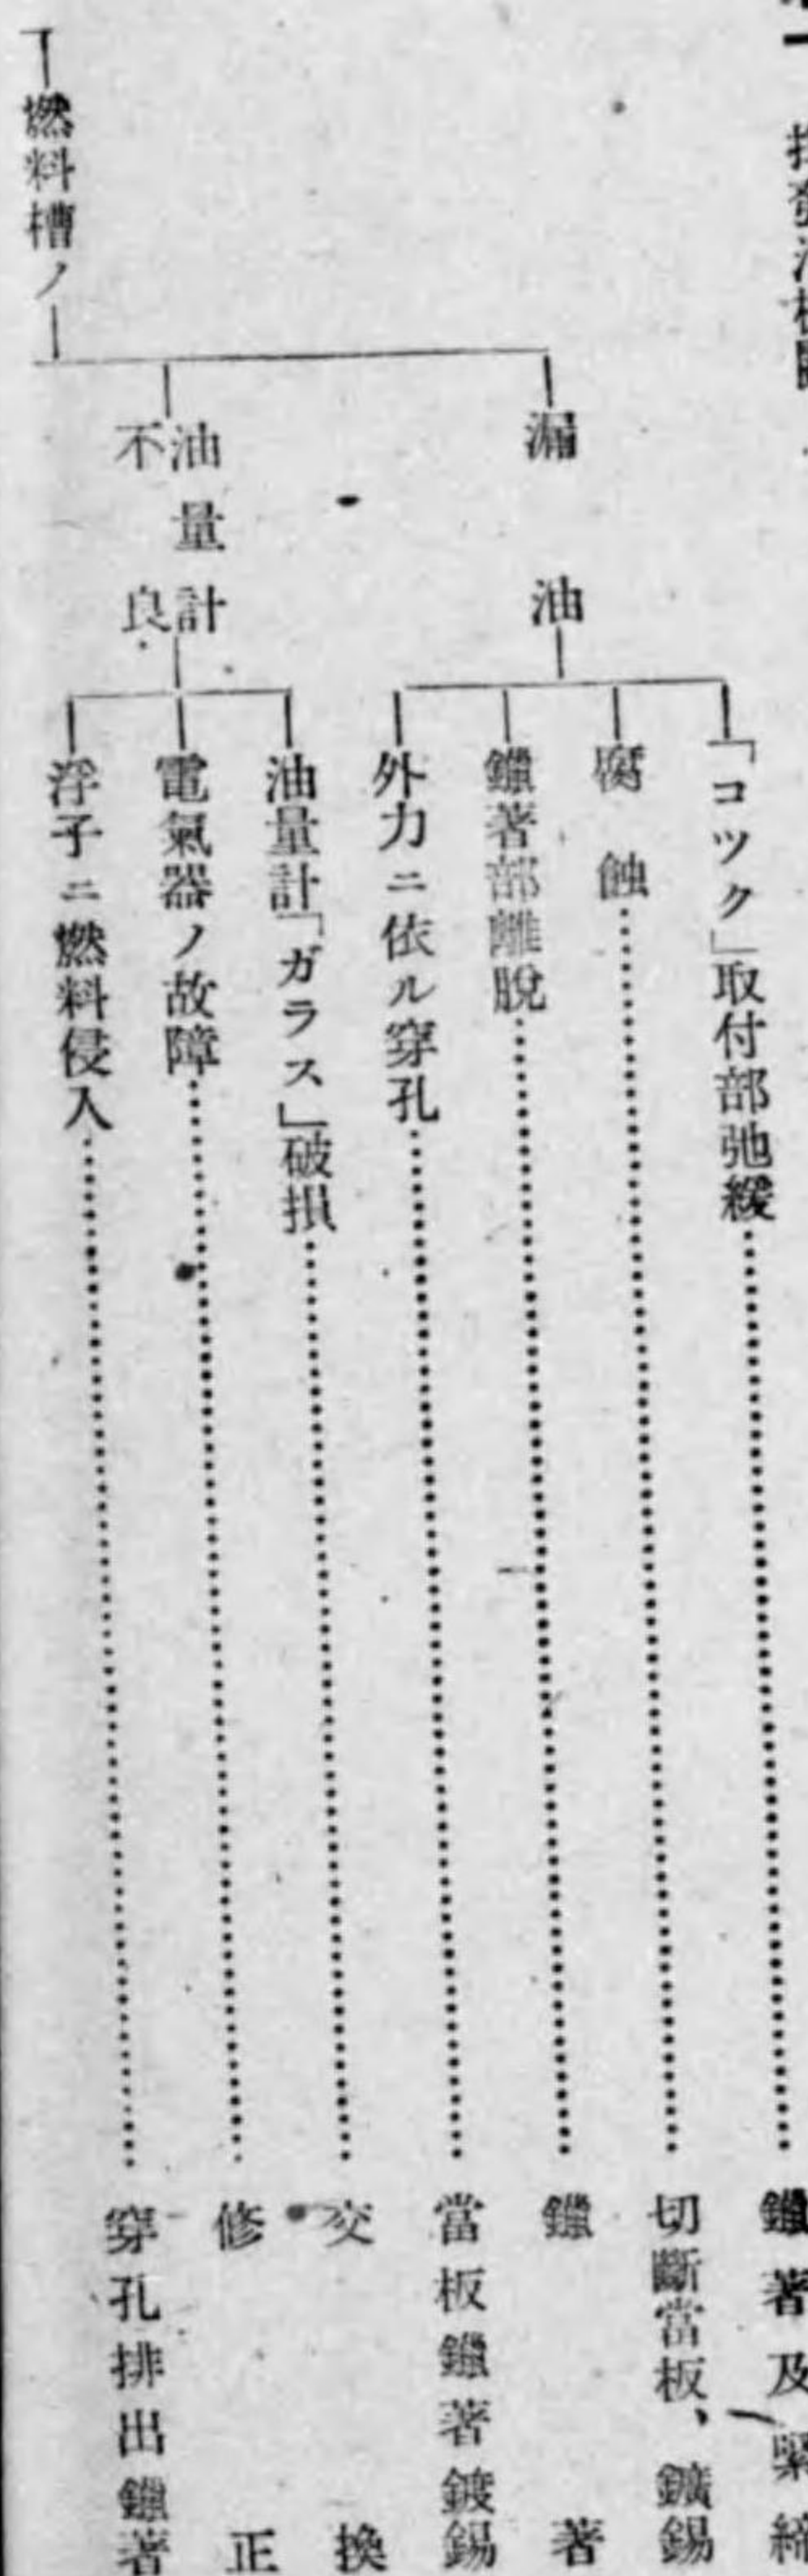 燃料槽ノ
漏油
「コツク」取付部弛緩……鑞著及緊締
腐蝕……切斷當板、鍍錫
鑞著部離脫……鑞著
外力ニ依ル穿孔……當板鑞著鍍錫
油量計不良
油量計「ガラス」破損……交換
電氣器ノ故障……修正
浮子ニ燃料侵入……穿孔排出鑞著